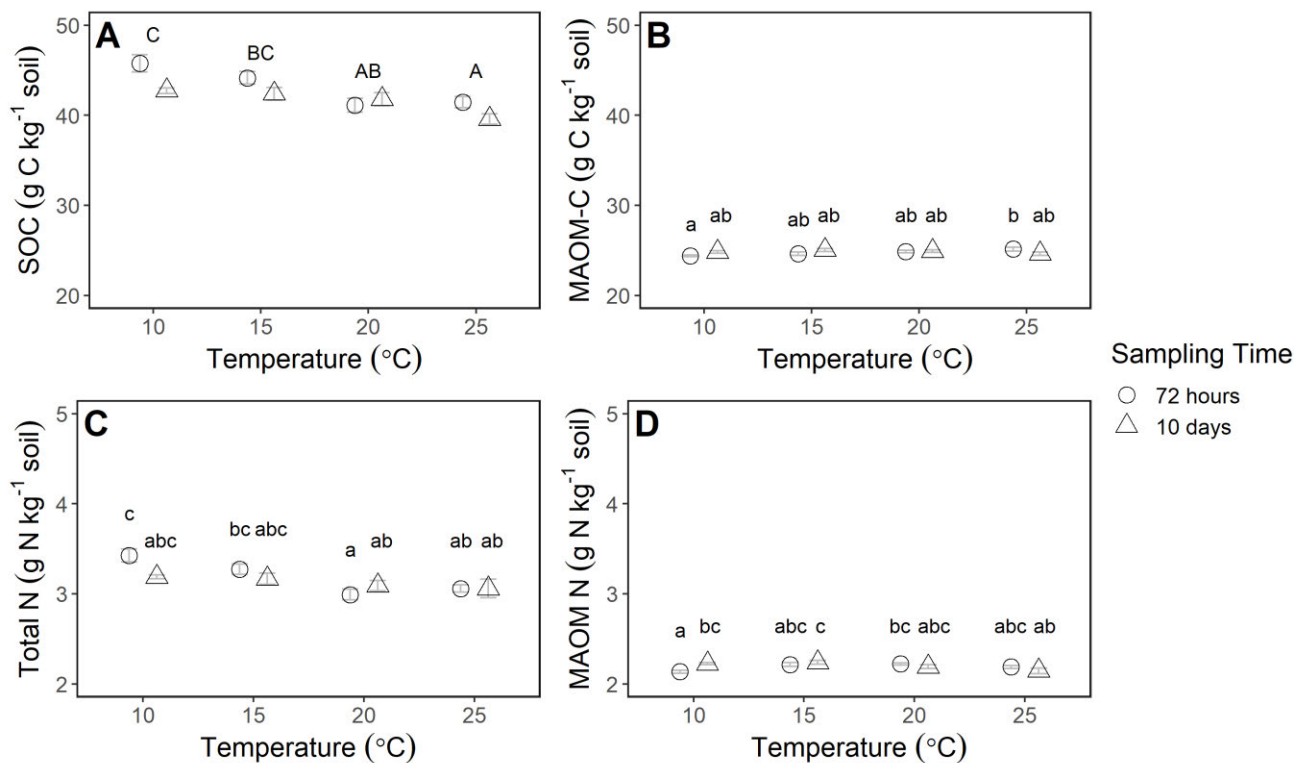 A
C
BC
AB
A
50
40
30
20
SOC (g C kg⁻¹ soil)
10 15 20 25
Temperature (°C)
B
a ab ab ab ab ab b ab
50
40
30
20
MAOM-C (g C kg⁻¹ soil)
10 15 20 25
Temperature (°C)
C
c abc bc abc a ab ab ab
5
4
3
2
Total N (g N kg⁻¹ soil)
10 15 20 25
Temperature (°C)
D
a bc abc c bc abc abc ab
5
4
3
2
MAOM N (g N kg⁻¹ soil)
10 15 20 25
Temperature (°C)
Sampling Time
72 hours
10 days